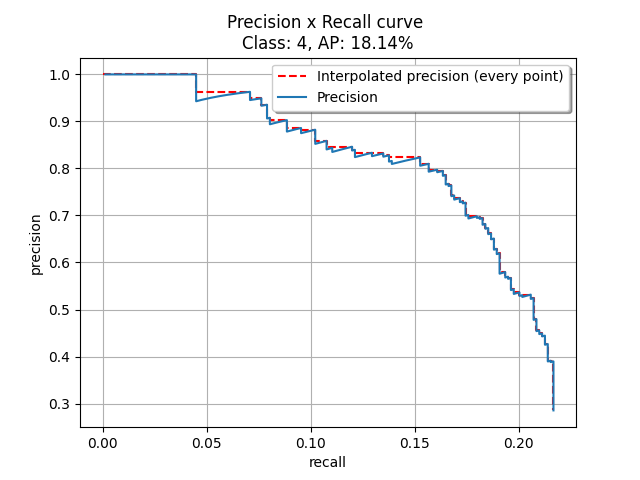 Precision x Recall curve
Class: 4, AP: 18.14%
Interpolated precision (every point)
Precision
1.0
0.9
0.8
0.7
0.6
0.5
0.4
0.3
precision
0.00 0.05 0.10 0.15 0.20
recall